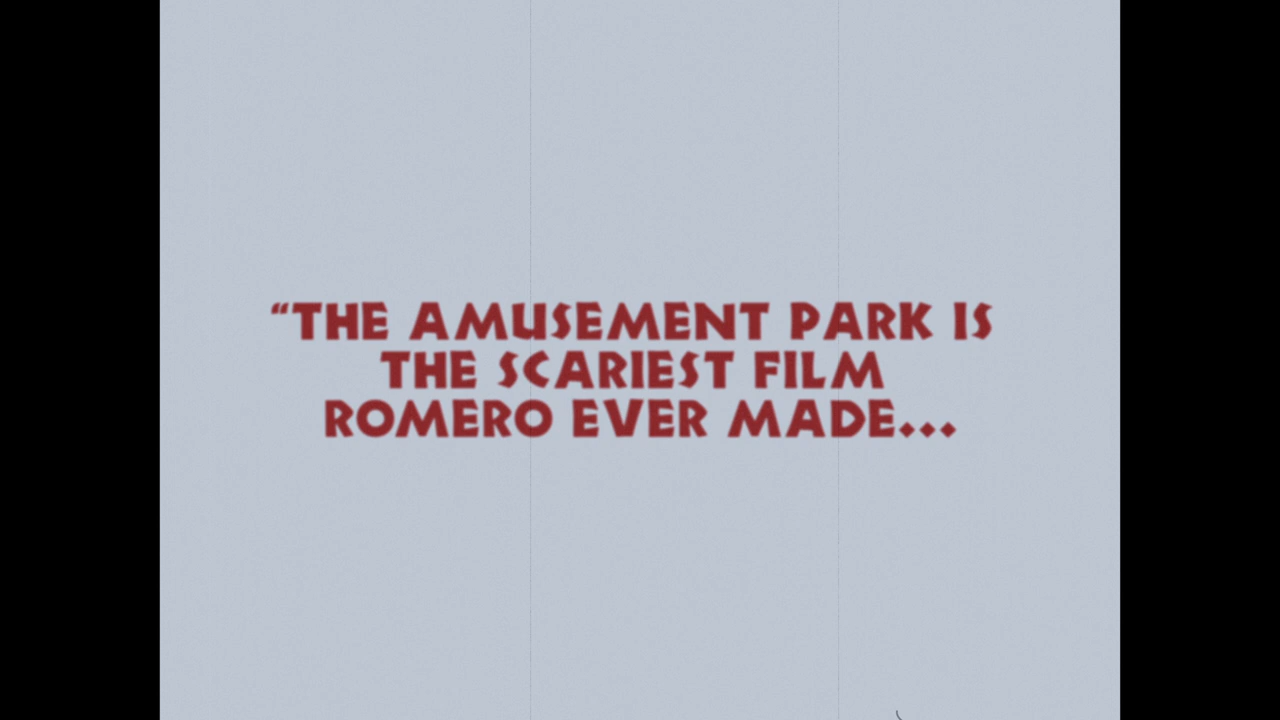 “THE AMUSEMENT PARK IS
THE SCARIEST FILM
ROMERO EVER MADE...